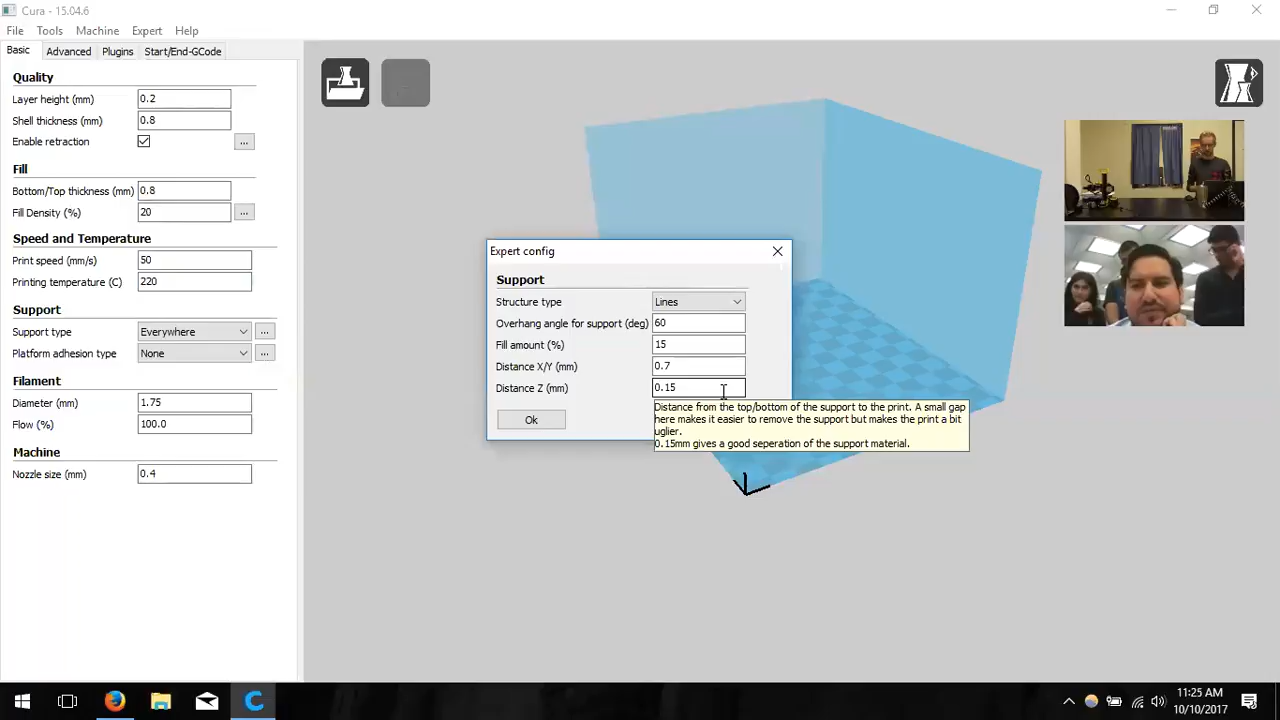 Cura - 15.04.6
File Tools Machine Expert Help
Basic Advanced Plugins Start/End-GCode
Quality
Layer height (mm) 0.2
Shell thickness (mm) 0.8
Enable retraction ...
Fill
Bottom/Top thickness (mm) 0.8
Fill Density (%) 20 ...
Speed and Temperature
Print speed (mm/s) 50
Printing temperature (C) 220
Support
Support type Everywhere ...
Platform adhesion type None ...
Filament
Diameter (mm) 1.75
Flow (%) 100.0
Machine
Nozzle size (mm) 0.4
Expert config
Support
Structure type Lines
Overhang angle for support (deg) 60
Fill amount (%) 15
Distance X/Y (mm) 0.7
Distance Z (mm) 0.15
Ok
Distance from the top/bottom of the support to the print. A small gap
here makes it easier to remove the support but makes the print a bit
uglier.
0.15mm gives a good seperation of the support material.
11:25 AM
10/10/2017